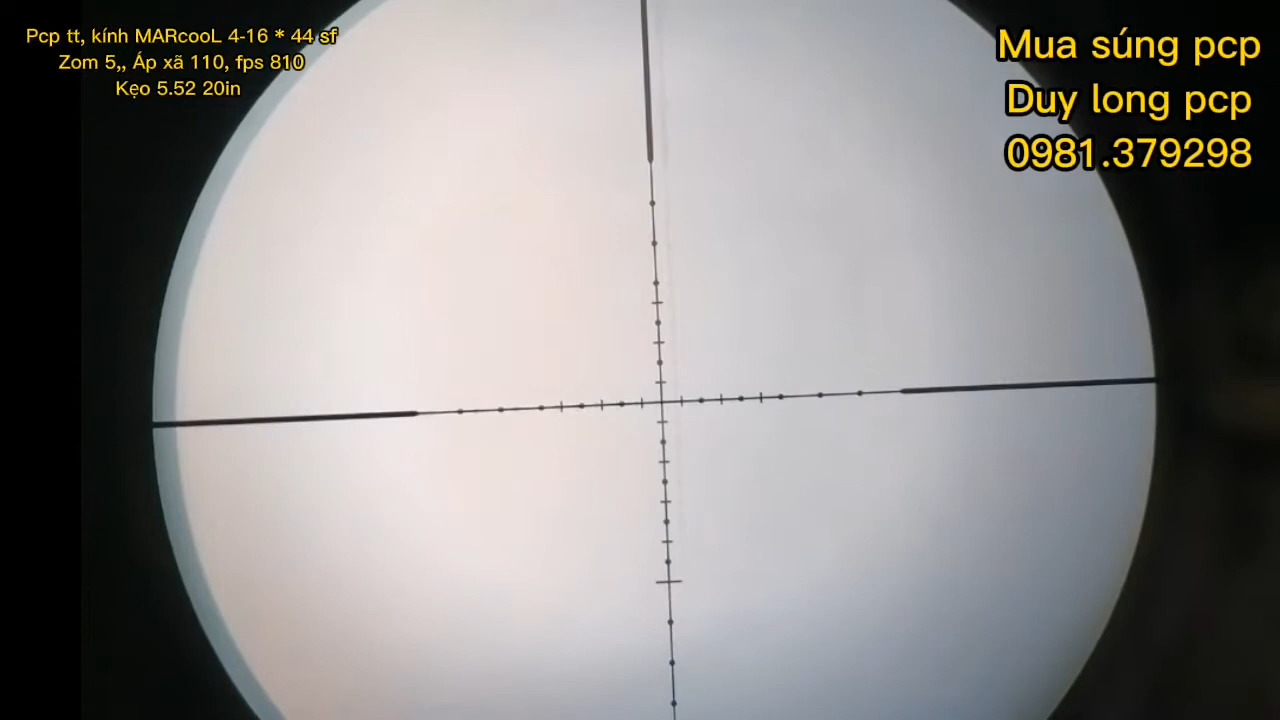 Pcp tt, kính MARcooL 4-16 * 44 sf
Zom 5,, Áp xã 110, fps 810
Kẹo 5.52 20in
Mua súng pcp
Duy long pcp
0981.379298